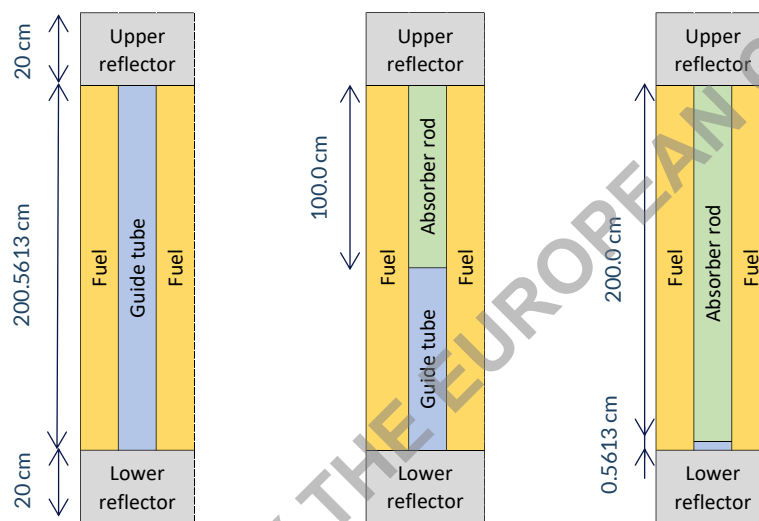 20 cm
200.5613 cm
20 cm
Upper
reflector
Fuel
Guide tube
Fuel
Lower
reflector
100.0 cm
Upper
reflector
Fuel
Absorber rod
Guide tube
Fuel
Lower
reflector
200.0 cm
0.5613 cm
Upper
reflector
Fuel
Absorber rod
Fuel
Lower
reflector
THE EUROPEAN